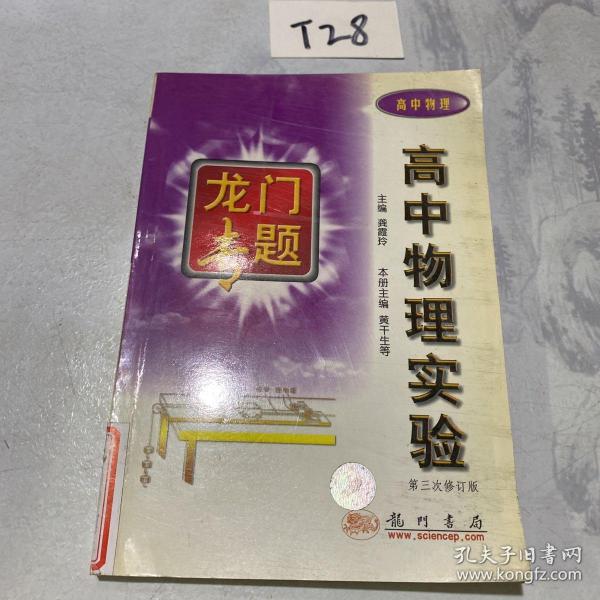 T28
高中物理
高中物理实验
主编 龚霞玲
本册主编 黄干生等
龙门
专题
第三次修订版
龍門書局
www.sciencep.com
孔夫子旧书网
www.kongfz.com